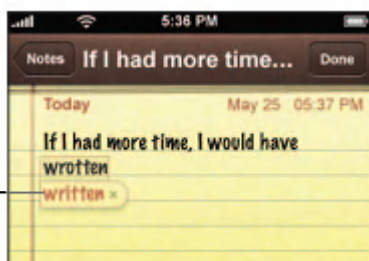 5:36 PM
Notes If I had more time... Done
Today May 25 05:37 PM
If I had more time, I would have
wrotten
written ×